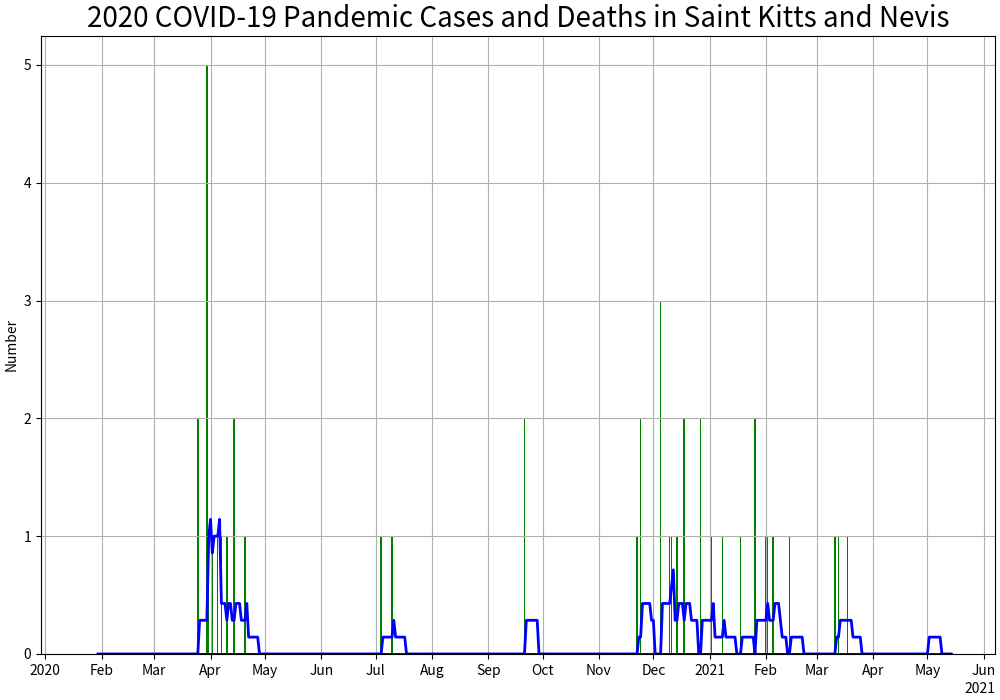 2020 COVID-19 Pandemic Cases and Deaths in Saint Kitts and Nevis
5
4
3
2
1
0
Number
2020 Feb Mar Apr May Jun Jul Aug Sep Oct Nov Dec 2021 Feb Mar Apr May Jun
2021